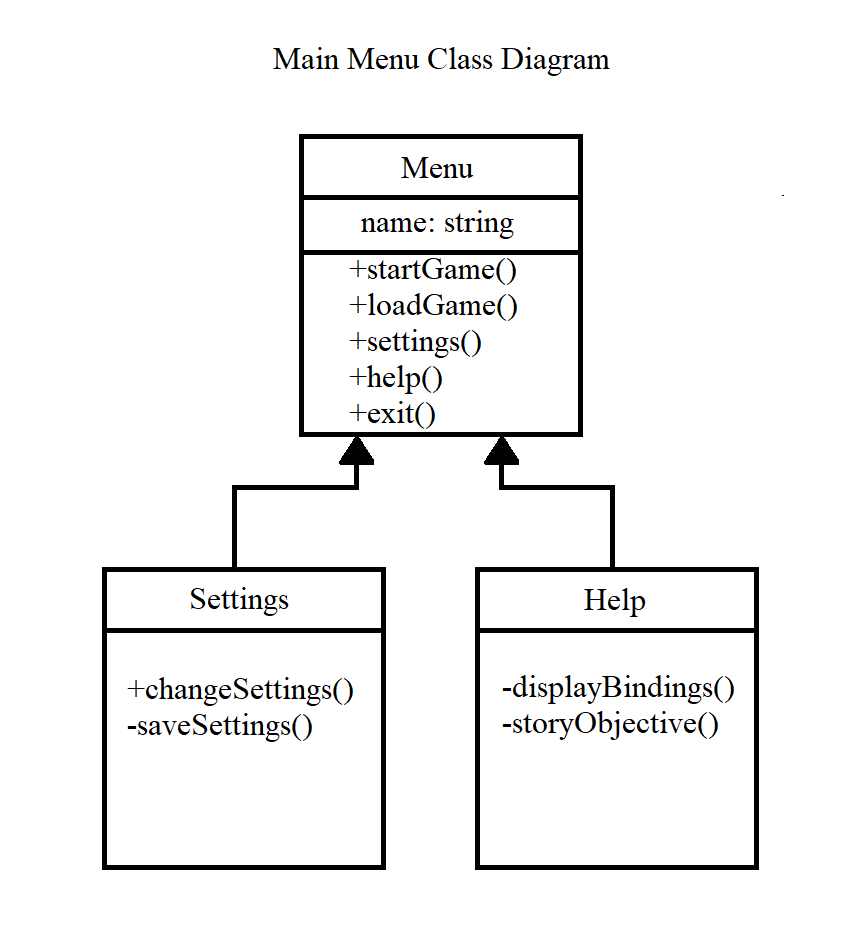 Main Menu Class Diagram
Menu
name: string
+startGame()
+loadGame()
+settings()
+help()
+exit()
Settings
+changeSettings()
-saveSettings()
Help
-displayBindings()
-storyObjective()